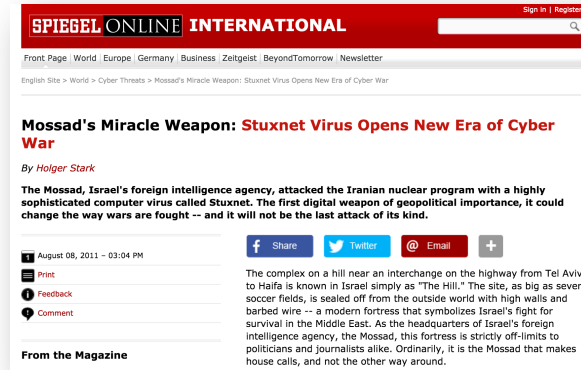 Sign in | Register
SPIEGEL ONLINE INTERNATIONAL
Front Page | World | Europe | Germany | Business | Zeitgeist | BeyondTomorrow | Newsletter
English Site > World > Cyber Threats > Mossad's Miracle Weapon: Stuxnet Virus Opens New Era of Cyber War
Mossad's Miracle Weapon: Stuxnet Virus Opens New Era of Cyber
War
By Holger Stark
The Mossad, Israel's foreign intelligence agency, attacked the Iranian nuclear program with a highly
sophisticated computer virus called Stuxnet. The first digital weapon of geopolitical importance, it could
change the way wars are fought -- and it will not be the last attack of its kind.
1 August 08, 2011 – 03:04 PM
Print
Feedback
Comment
From the Magazine
f Share Twitter @ Email +
The complex on a hill near an interchange on the highway from Tel Aviv
to Haifa is known in Israel simply as "The Hill." The site, as big as several
soccer fields, is sealed off from the outside world with high walls and
barbed wire -- a modern fortress that symbolizes Israel's fight for
survival in the Middle East. As the headquarters of Israel's foreign
intelligence agency, the Mossad, this fortress is strictly off-limits to
politicians and journalists alike. Ordinarily, it is the Mossad that makes
house calls, and not the other way around.